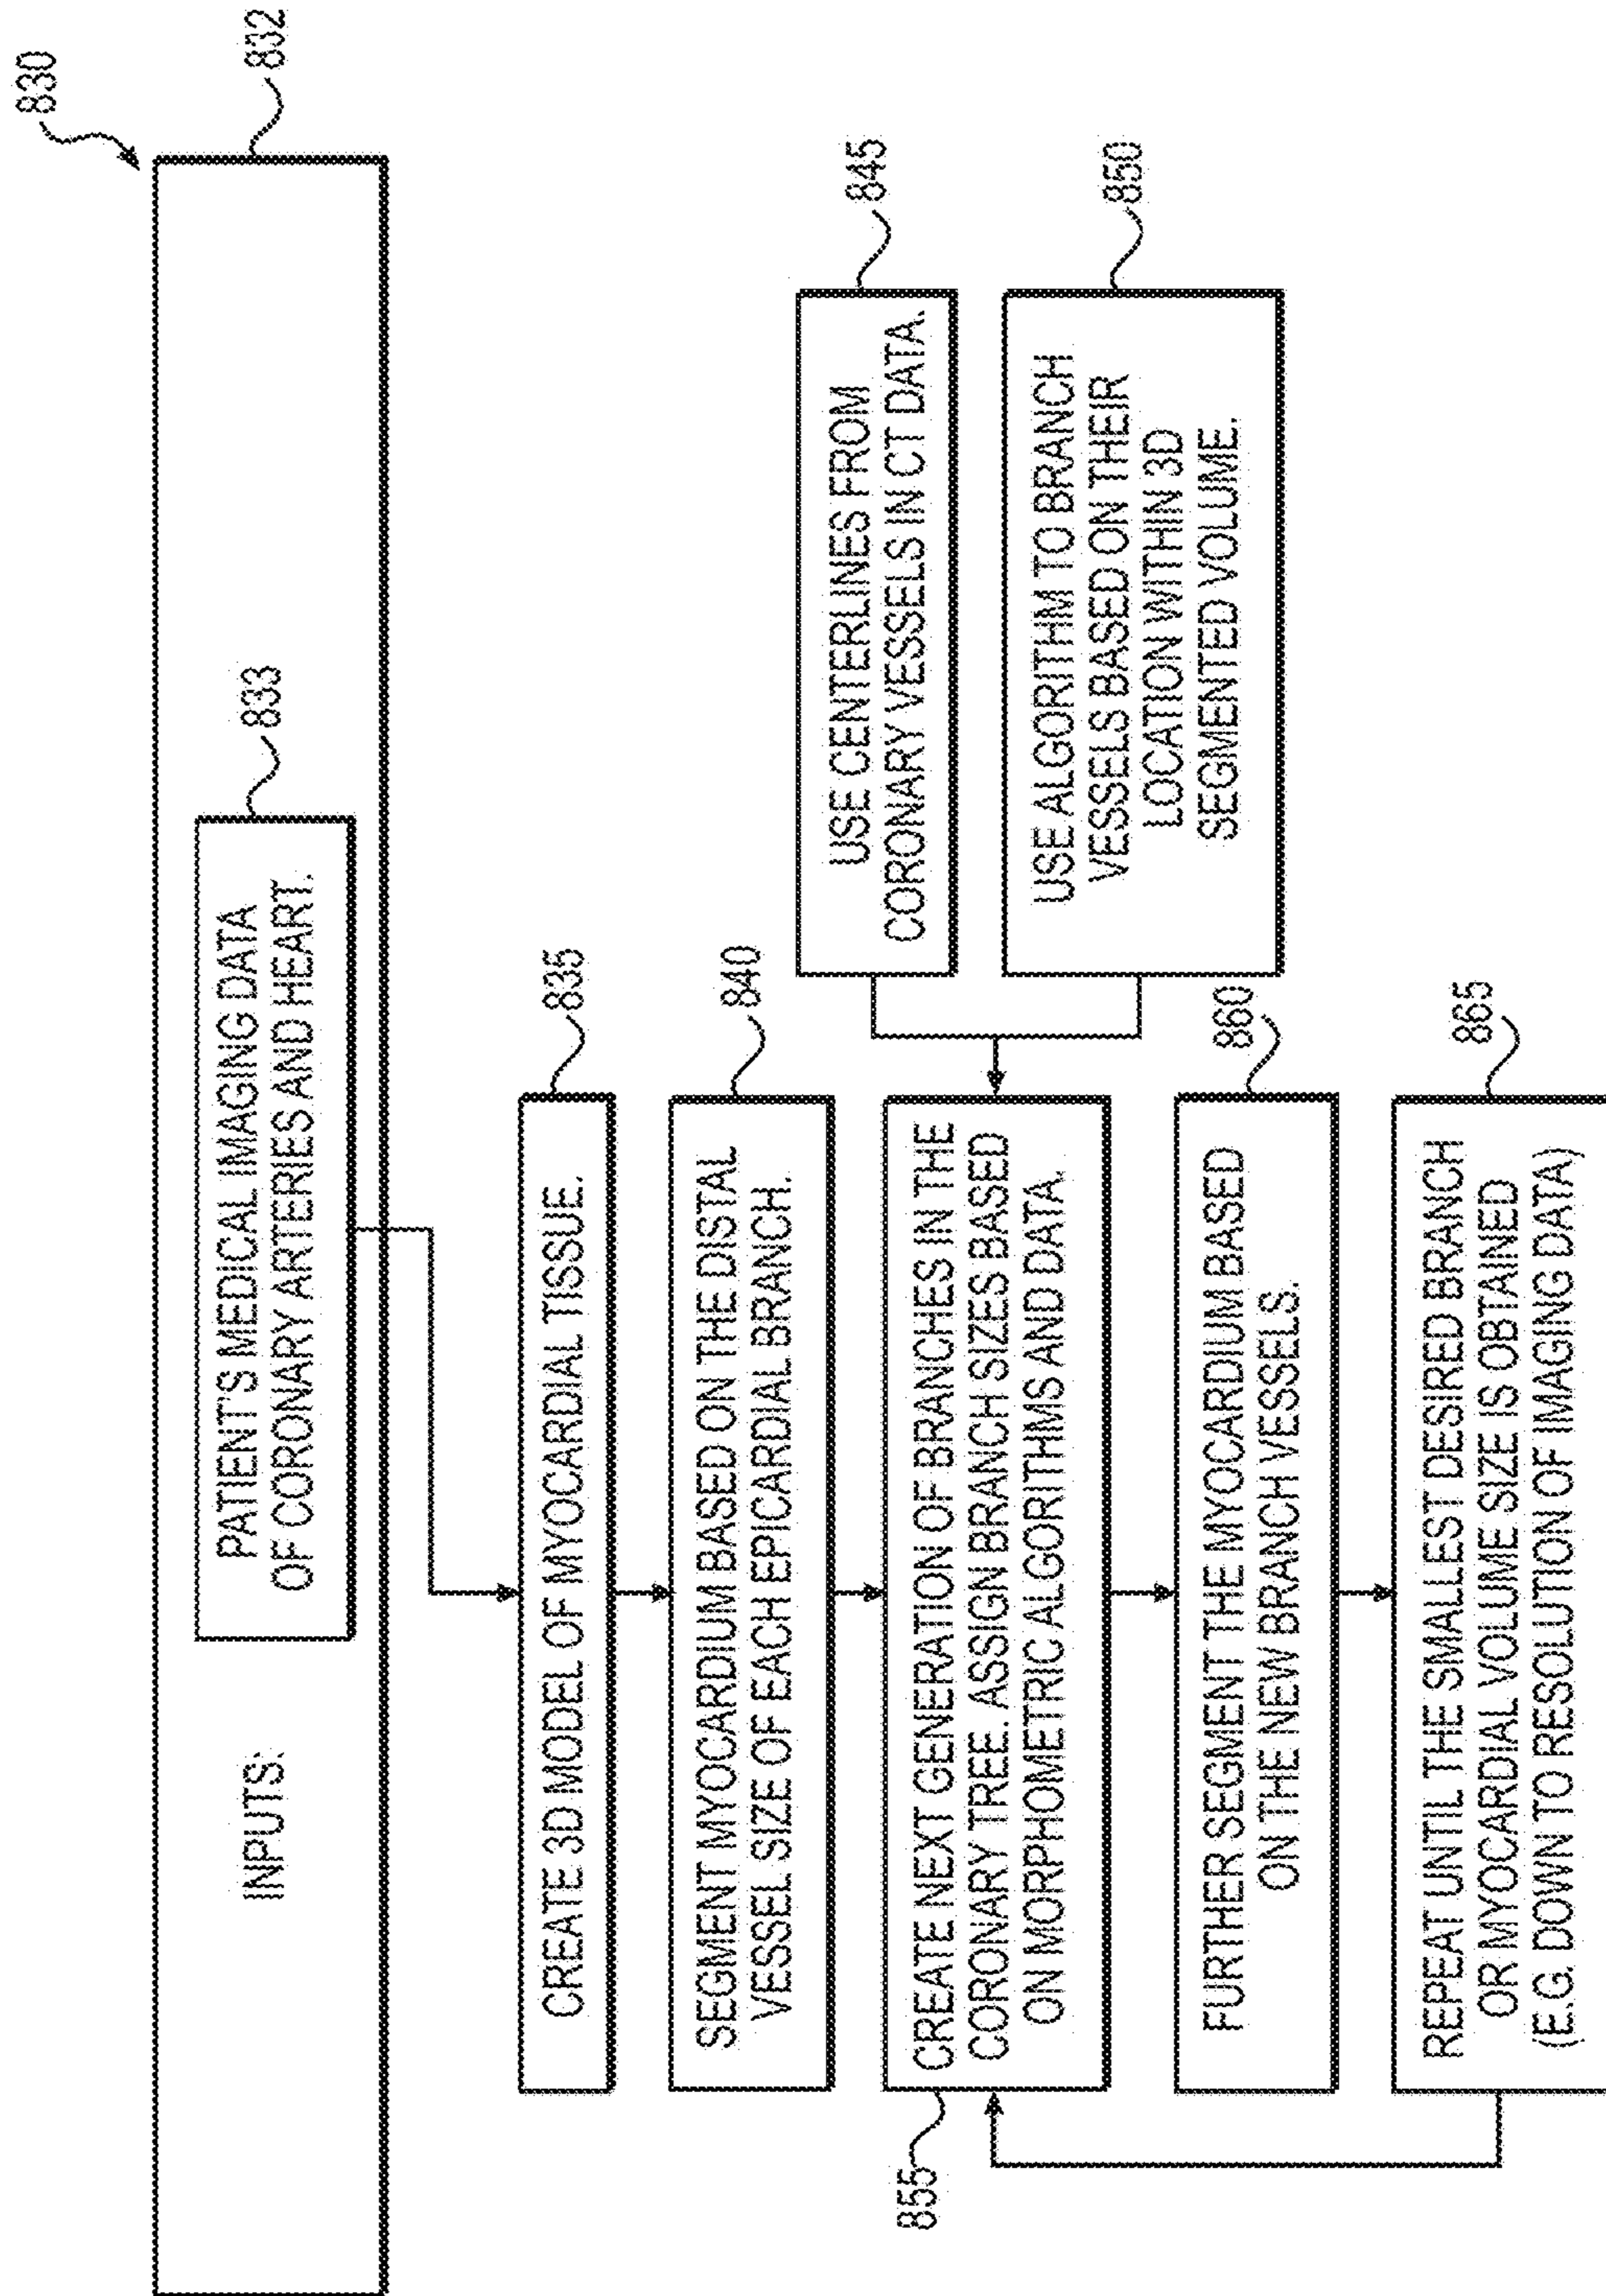 830
832
INPUTS:
833
PATIENT'S MEDICAL IMAGING DATA
OF CORONARY ARTERIES AND HEART.
835
CREATE 3D MODEL OF MYOCARDIAL TISSUE.
840
SEGMENT MYOCARDIUM BASED ON THE DISTAL
VESSEL SIZE OF EACH EPICARDIAL BRANCH.
845
USE CENTERLINES FROM
CORONARY VESSELS IN CT DATA.
850
USE ALGORITHM TO BRANCH
VESSELS BASED ON THEIR
LOCATION WITHIN 3D
SEGMENTED VOLUME.
855
CREATE NEXT GENERATION OF BRANCHES IN THE
CORONARY TREE. ASSIGN BRANCH SIZES BASED
ON MORPHOMETRIC ALGORITHMS AND DATA.
860
FURTHER SEGMENT THE MYOCARDIUM BASED
ON THE NEW BRANCH VESSELS.
865
REPEAT UNTIL THE SMALLEST DESIRED BRANCH
OR MYOCARDIAL VOLUME SIZE IS OBTAINED
(E.G. DOWN TO RESOLUTION OF IMAGING DATA)